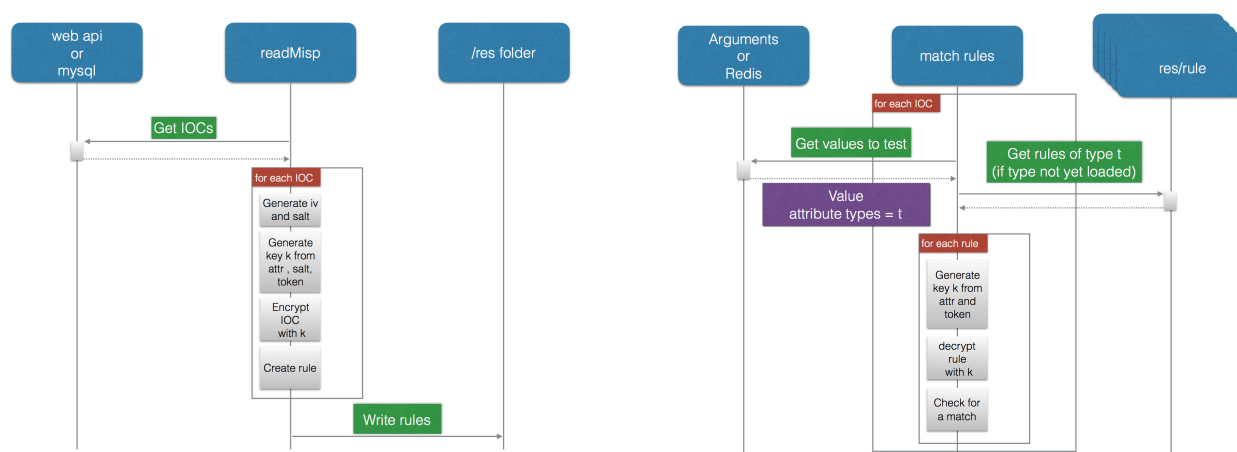 web api
or
mysql
readMisp
/res folder
Get IOCs
for each IOC
Generate iv
and salt
Generate
key k from
attr , salt,
token
Encrypt
IOC
with k
Create rule
Write rules
Arguments
or
Redis
match rules
res/rule
for each IOC
Get values to test
Get rules of type t
(if type not yet loaded)
Value
attribute types = t
for each rule
Generate
key k from
attr and
token
decrypt
rule
with k
Check for
a match